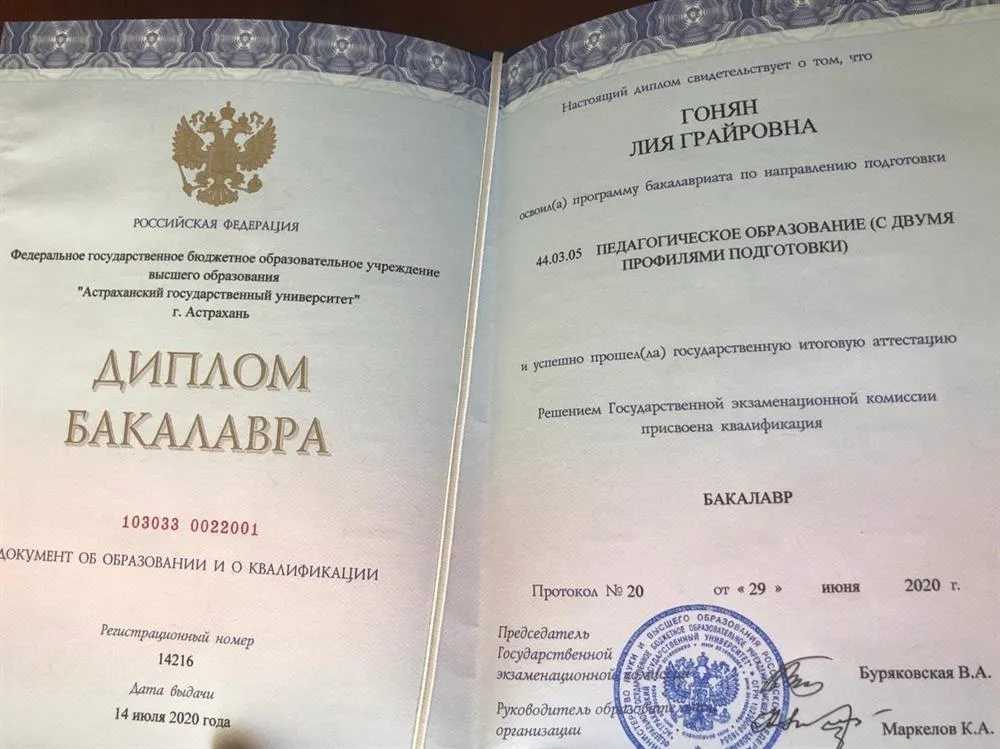 РОССИЙСКАЯ ФЕДЕРАЦИЯ
Федеральное государственное бюджетное образовательное учреждение
высшего образования
"Астраханский государственный университет"
г. Астрахань
ДИПЛОМ
БАКАЛАВРА
103033 0022001
ДОКУМЕНТ ОБ ОБРАЗОВАНИИ И О КВАЛИФИКАЦИИ
Регистрационный номер
14216
Дата выдачи
14 июля 2020 года
Настоящий диплом свидетельствует о том, что
ГОНЯН
ЛИЯ ГРАЙРОВНА
освоил(а) программу бакалавриата по направлению подготовки
44.03.05 ПЕДАГОГИЧЕСКОЕ ОБРАЗОВАНИЕ (С ДВУМЯ
ПРОФИЛЯМИ ПОДГОТОВКИ)
и успешно прошел(ла) государственную итоговую аттестацию
Решением Государственной экзаменационной комиссии
присвоена квалификация
БАКАЛАВР
Протокол № 20 от « 29 » июня 2020 г.
Председатель
Государственной
экзаменационной комиссии Буряковская В.А.
Руководитель образовательной
организации Маркелов К.А.